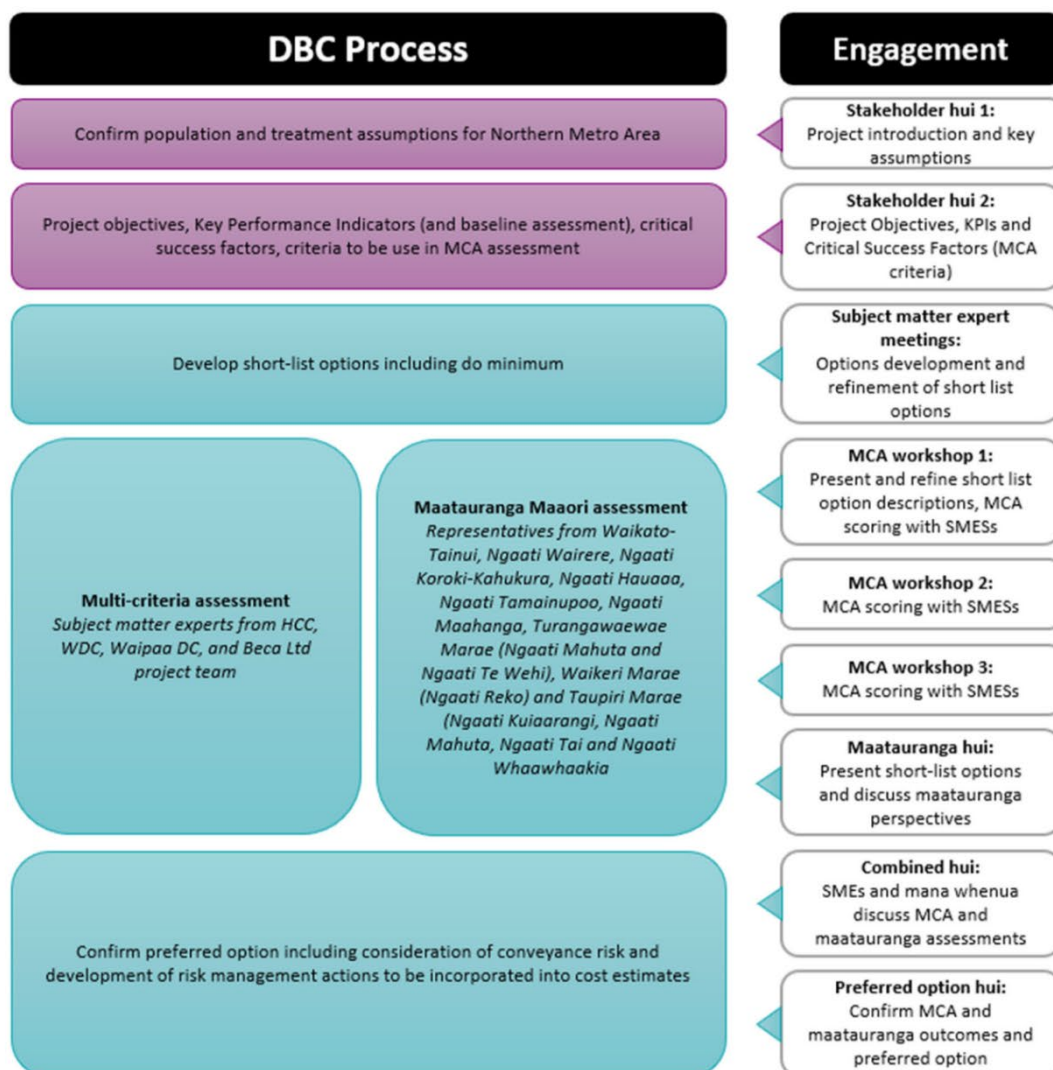 DBC Process
Engagement
Confirm population and treatment assumptions for Northern Metro Area
Stakeholder hui 1:
Project introduction and key
assumptions
Project objectives, Key Performance Indicators (and baseline assessment), critical
success factors, criteria to be use in MCA assessment
Stakeholder hui 2:
Project Objectives, KPIs and
Critical Success Factors (MCA
criteria)
Develop short-list options including do minimum
Subject matter expert
meetings:
Options development and
refinement of short list
options
Multi-criteria assessment
Subject matter experts from HCC,
WDC, Waipaa DC, and Beca Ltd
project team
Maatauranga Maaori assessment
Representatives from Waikato-
Tainui, Ngaati Wairere, Ngaati
Koroki-Kahukura, Ngaati Hauaaa,
Ngaati Tamainupoo, Ngaati
Maahanga, Turangawaewae
Marae (Ngaati Mahuta and
Ngaati Te Wehi), Waikeri Marae
(Ngaati Reko) and Taupiri Marae
(Ngaati Kuiaarangi, Ngaati
Mahuta, Ngaati Tai and Ngaati
Whaawhaakia
MCA workshop 1:
Present and refine short list
option descriptions, MCA
scoring with SMESs
MCA workshop 2:
MCA scoring with SMESs
MCA workshop 3:
MCA scoring with SMESs
Maatauranga hui:
Present short-list options
and discuss maatauranga
perspectives
Confirm preferred option including consideration of conveyance risk and
development of risk management actions to be incorporated into cost estimates
Combined hui:
SMEs and mana whenua
discuss MCA and
maatauranga assessments
Preferred option hui:
Confirm MCA and
maatauranga outcomes and
preferred option